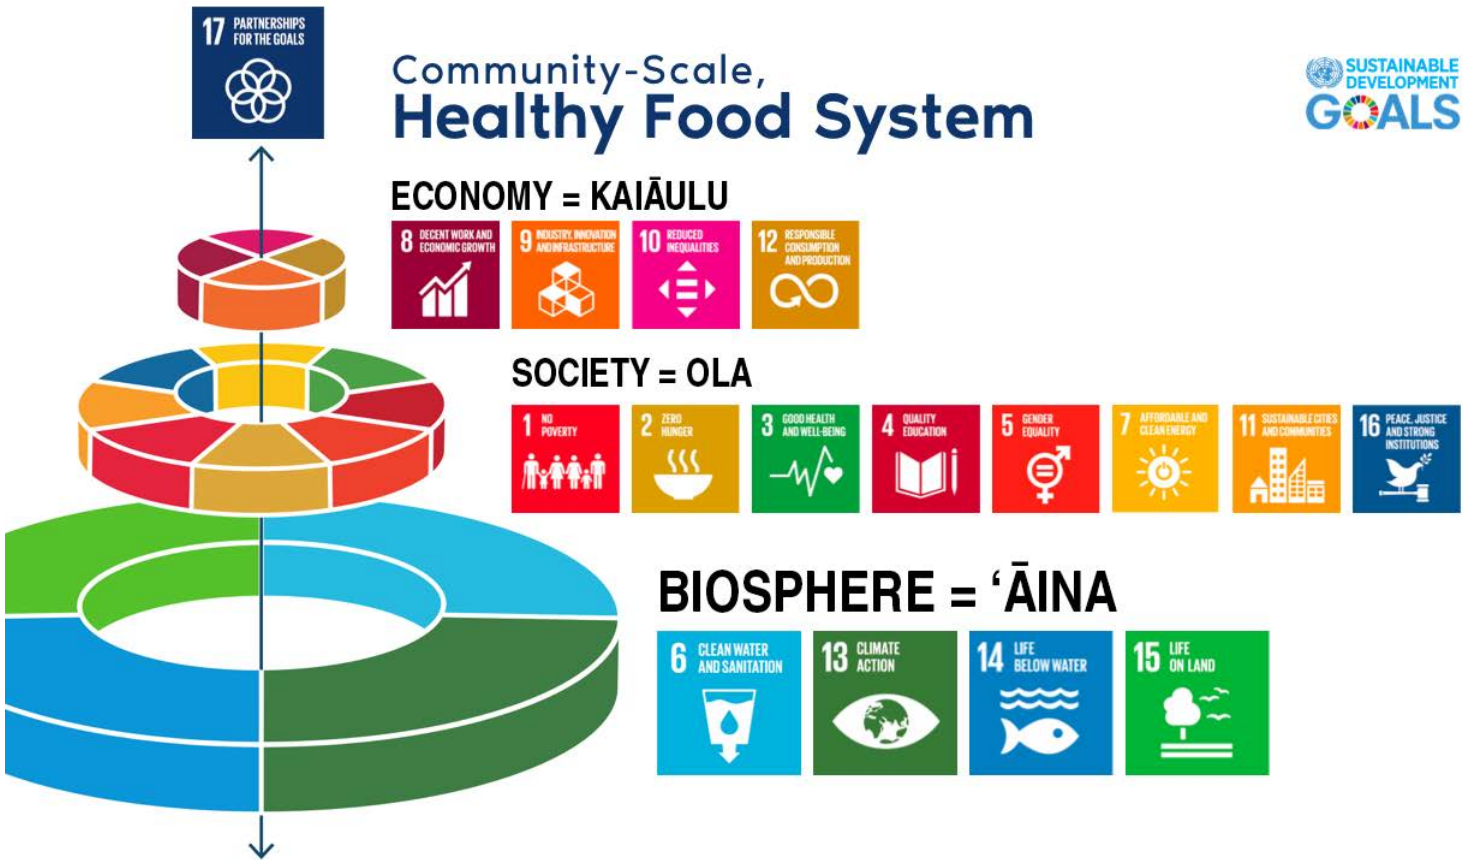 17 PARTNERSHIPS
FOR THE GOALS
Community-Scale,
Healthy Food System
SUSTAINABLE
DEVELOPMENT
GOALS
ECONOMY = KAIĀULU
8 DECENT WORK AND
ECONOMIC GROWTH
9 INDUSTRY, INNOVATION
AND INFRASTRUCTURE
10 REDUCED
INEQUALITIES
12 RESPONSIBLE
CONSUMPTION
AND PRODUCTION
SOCIETY = OLA
1 NO
POVERTY
2 ZERO
HUNGER
3 GOOD HEALTH
AND WELL-BEING
4 QUALITY
EDUCATION
5 GENDER
EQUALITY
7 AFFORDABLE AND
CLEAN ENERGY
11 SUSTAINABLE CITIES
AND COMMUNITIES
16 PEACE, JUSTICE
AND STRONG
INSTITUTIONS
BIOSPHERE = ʻĀINA
6 CLEAN WATER
AND SANITATION
13 CLIMATE
ACTION
14 LIFE
BELOW WATER
15 LIFE
ON LAND